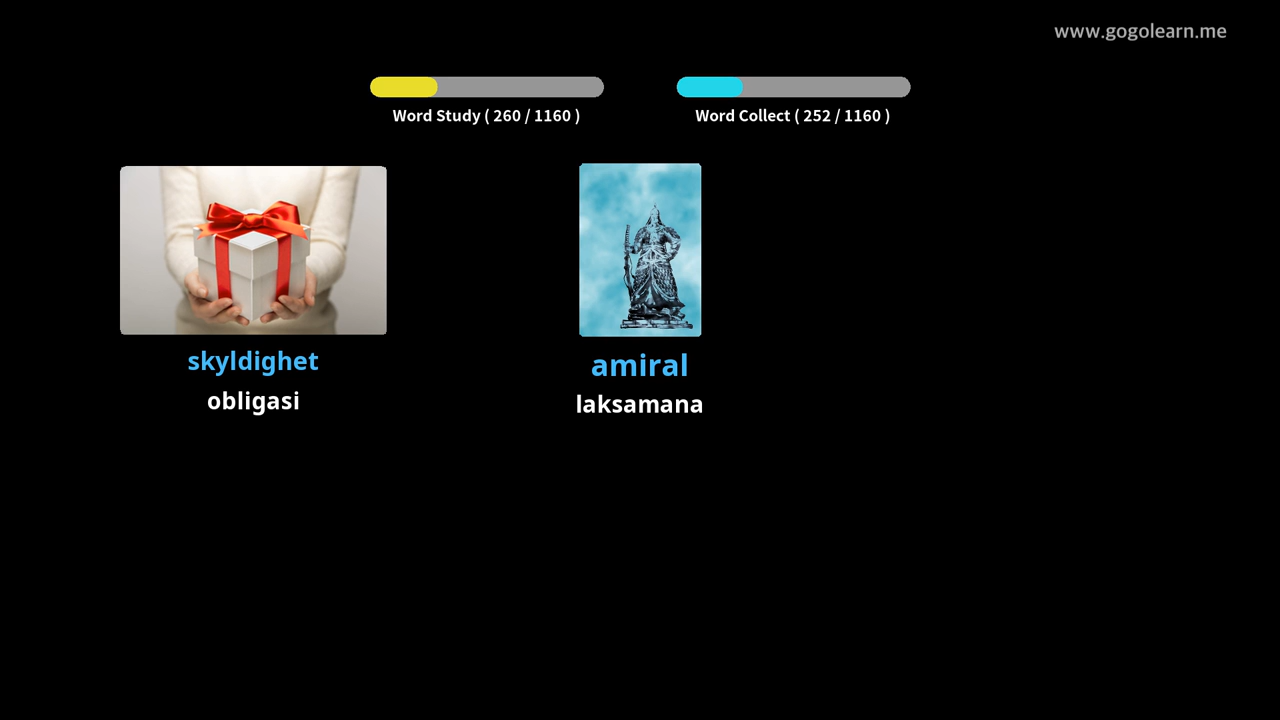 www.gogolearn.me
Word Study ( 260 / 1160 )
Word Collect ( 252 / 1160 )
skyldighet
obligasi
amiral
laksamana